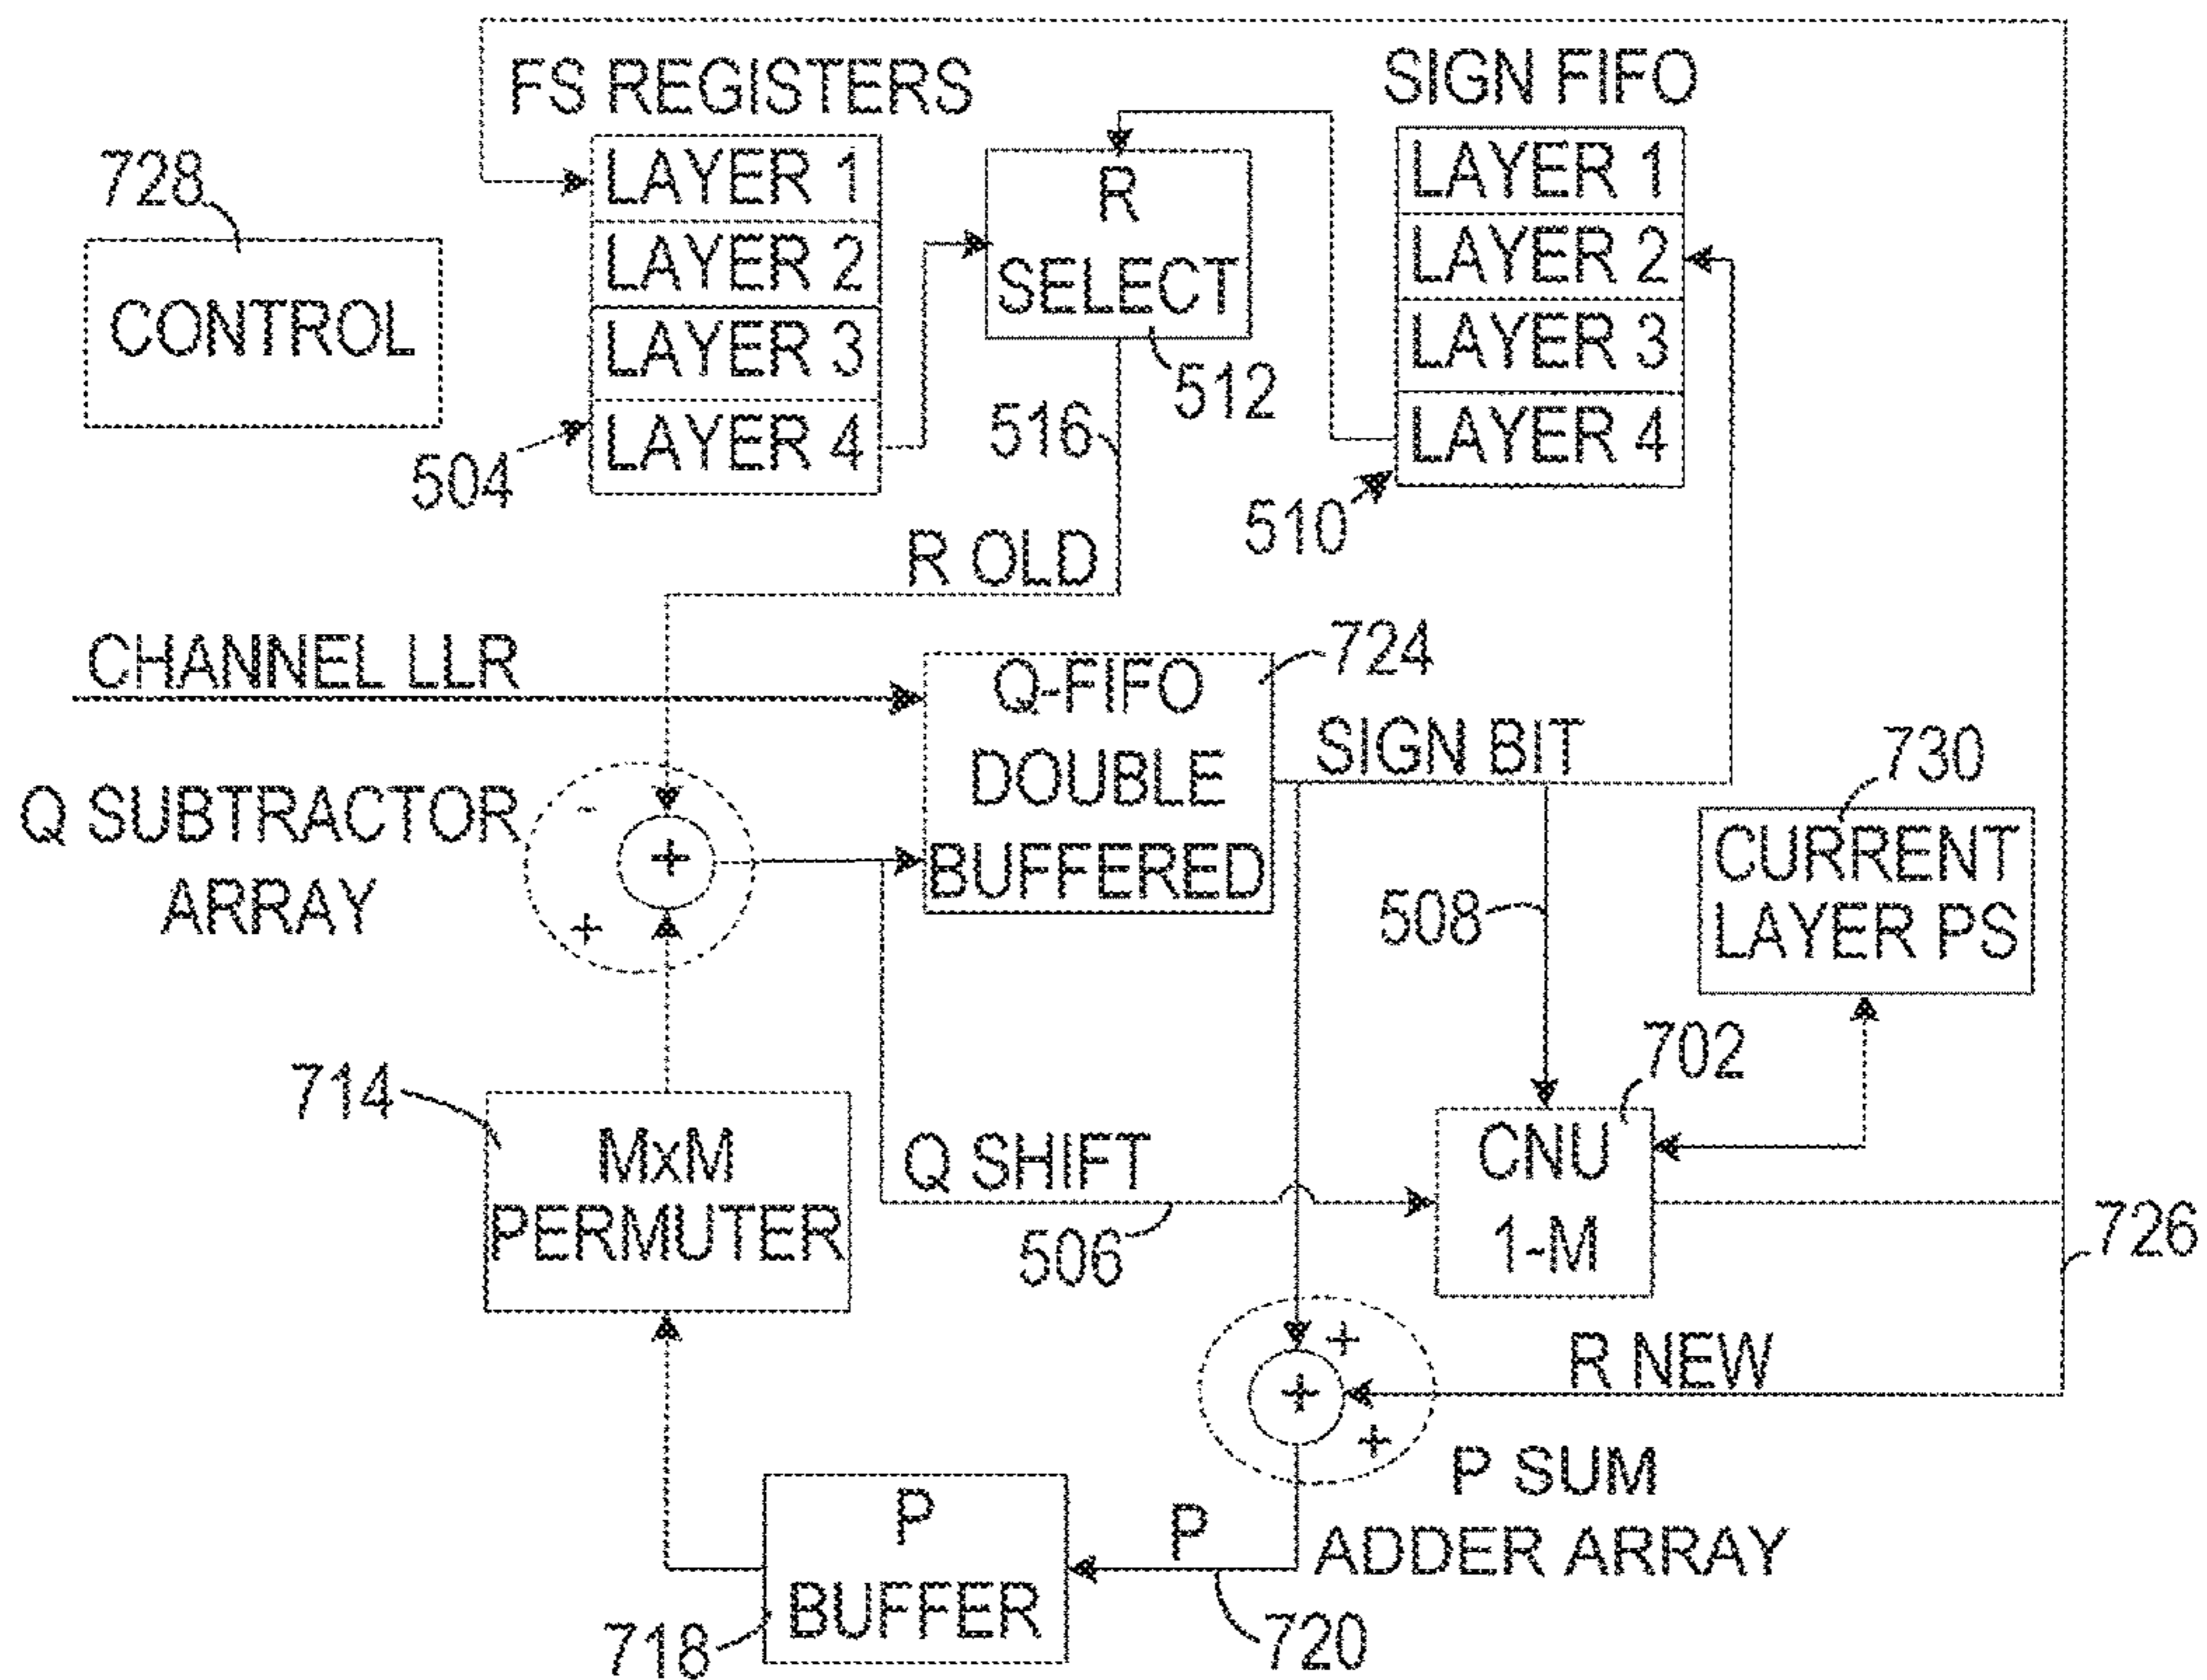 FS REGISTERS
SIGN FIFO
728
CONTROL
LAYER 1
LAYER 2
LAYER 3
LAYER 4
504
R
SELECT
512
516
LAYER 1
LAYER 2
LAYER 3
LAYER 4
510
R OLD
CHANNEL LLR
Q-FIFO
DOUBLE
BUFFERED
724
SIGN BIT
Q SUBTRACTOR
ARRAY
-
+
+
508
730
CURRENT
LAYER PS
714
MxM
PERMUTER
Q SHIFT
506
702
CNU
1-M
726
R NEW
+
+
+
P SUM
ADDER ARRAY
P
720
P
BUFFER
718